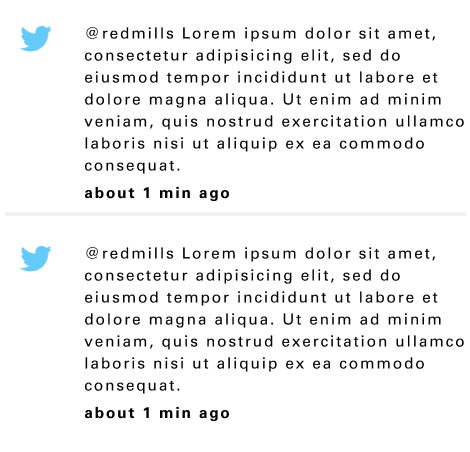 @redmills Lorem ipsum dolor sit amet,
consectetur adipisicing elit, sed do
eiusmod tempor incididunt ut labore et
dolore magna aliqua. Ut enim ad minim
veniam, quis nostrud exercitation ullamco
laboris nisi ut aliquip ex ea commodo
consequat.
about 1 min ago
@redmills Lorem ipsum dolor sit amet,
consectetur adipisicing elit, sed do
eiusmod tempor incididunt ut labore et
dolore magna aliqua. Ut enim ad minim
veniam, quis nostrud exercitation ullamco
laboris nisi ut aliquip ex ea commodo
consequat.
about 1 min ago